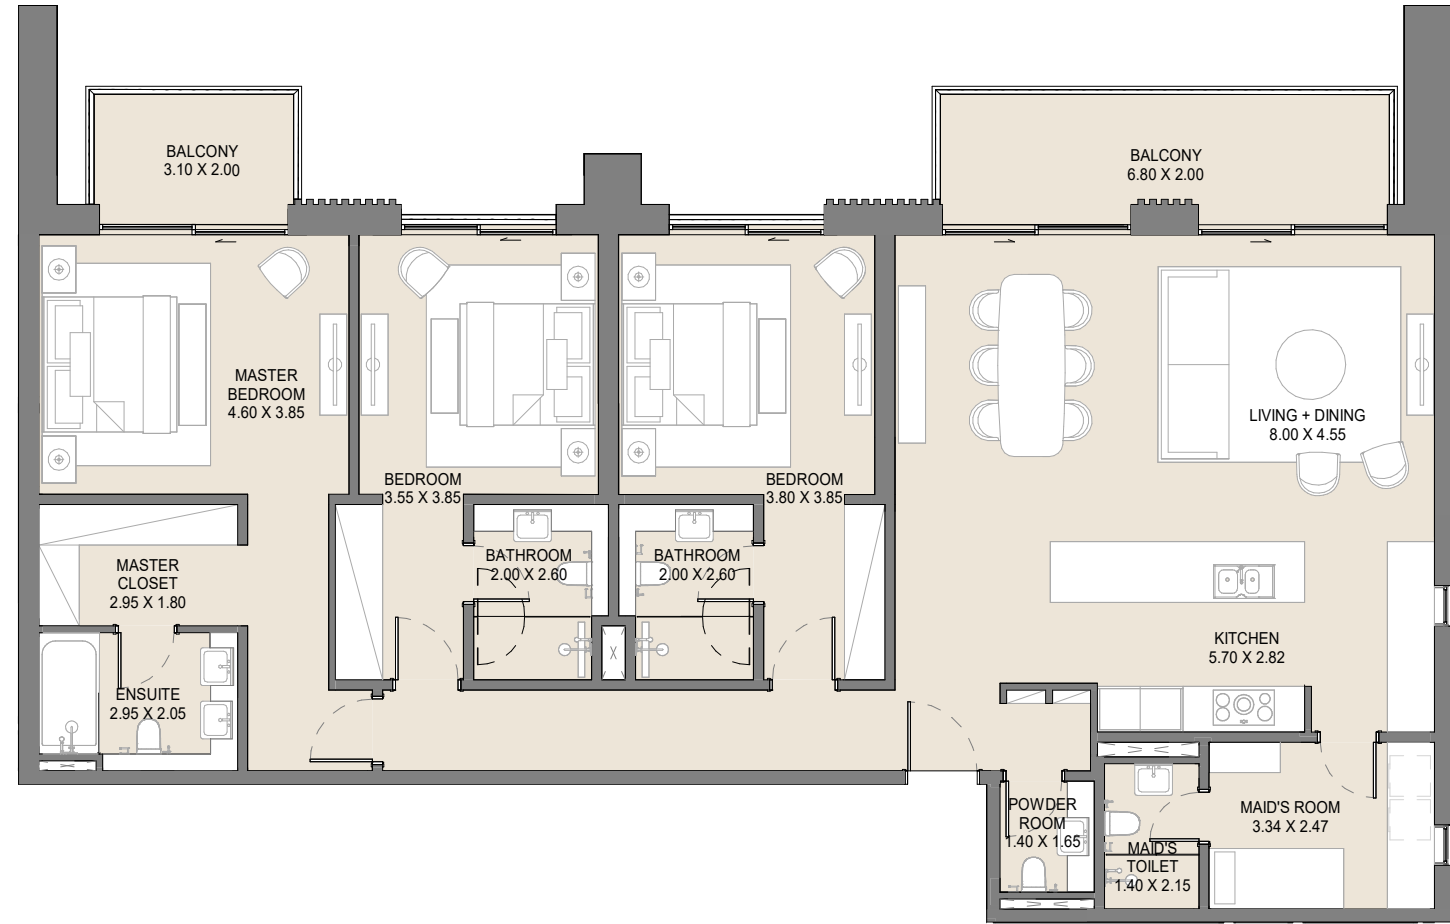 BALCONY
3.10 X 2.00
BALCONY
6.80 X 2.00
MASTER
BEDROOM
4.60 X 3.85
LIVING + DINING
8.00 X 4.55
BEDROOM
3.55 X 3.85
BEDROOM
3.80 X 3.85
MASTER
CLOSET
2.95 X 1.80
BATHROOM
2.00 X 2.60
BATHROOM
2.00 X 2.60
KITCHEN
5.70 X 2.82
ENSUITE
2.95 X 2.05
POWDER
ROOM
1.40 X 1.65
MAID'S
TOILET
1.40 X 2.15
MAID'S ROOM
3.34 X 2.47